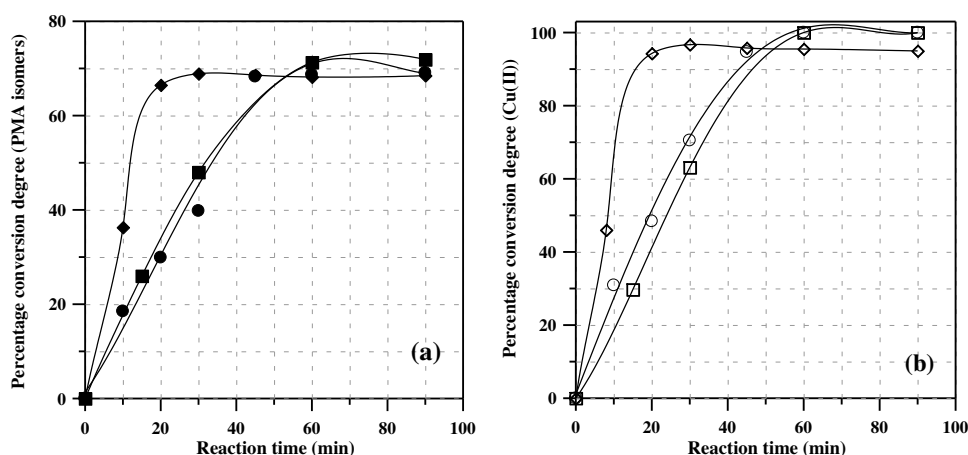 Percentage conversion degree (PMA isomers)
80
60
40
20
0
0 20 40 60 80 100
Reaction time (min)
(a)
Percentage conversion degree (Cu(II))
100
80
60
40
20
0
0 20 40 60 80 100
Reaction time (min)
(b)